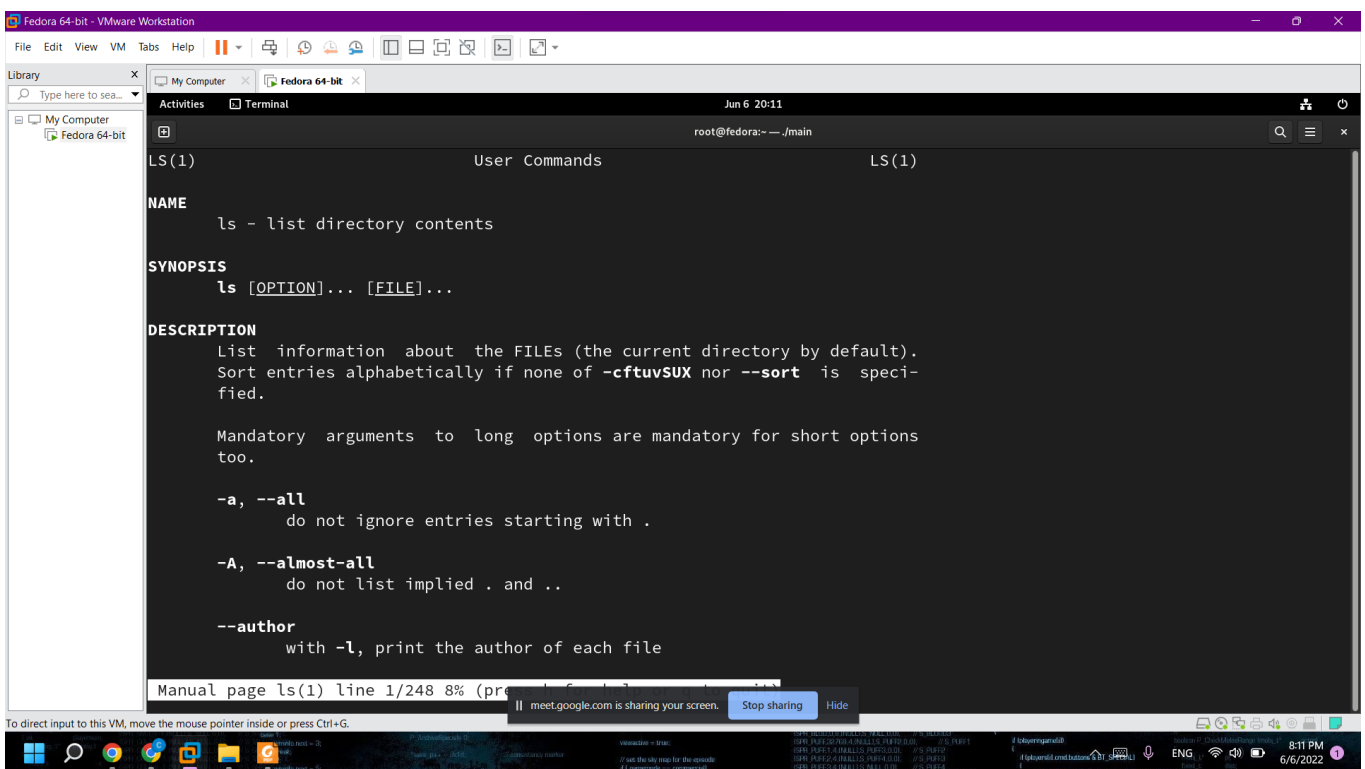 Fedora 64-bit - VMware Workstation
File Edit View VM Tabs Help
Library x
My Computer
Fedora 64-bit
Type here to sea...
Activities Terminal Jun 6 20:11
My Computer
Fedora 64-bit
root@fedora:~ — ./main
LS(1) User Commands LS(1)
NAME
ls - list directory contents
SYNOPSIS
ls [OPTION]... [FILE]...
DESCRIPTION
List information about the FILEs (the current directory by default).
Sort entries alphabetically if none of -cftuvSUX nor --sort is speci-
fied.
Mandatory arguments to long options are mandatory for short options
too.
-a, --all
do not ignore entries starting with .
-A, --almost-all
do not list implied . and ..
--author
with -l, print the author of each file
Manual page ls(1) line 1/248 8% (press h for help or q to quit)
meet.google.com is sharing your screen. Stop sharing Hide
To direct input to this VM, move the mouse pointer inside or press Ctrl+G.
ENG 8:11 PM
6/6/2022 1